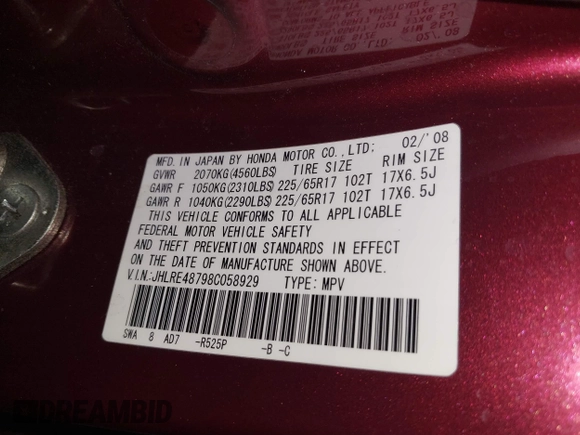 MFD. IN JAPAN BY HONDA MOTOR CO., LTD: 02/'08
GVWR 2070KG(4560LBS) TIRE SIZE RIM SIZE
GAWR F 1050KG(2310LBS) 225/65R17 102T 17X6.5J
GAWR R 1040KG(2290LBS) 225/65R17 102T 17X6.5J
THIS VEHICLE CONFORMS TO ALL APPLICABLE
FEDERAL MOTOR VEHICLE SAFETY
AND THEFT PREVENTION STANDARDS IN EFFECT
ON THE DATE OF MANUFACTURE SHOWN ABOVE.
V.I.N.:JHLRE48798C058929 TYPE: MPV
SWA 8 AD7 -R525P -B -C
DREAMBID